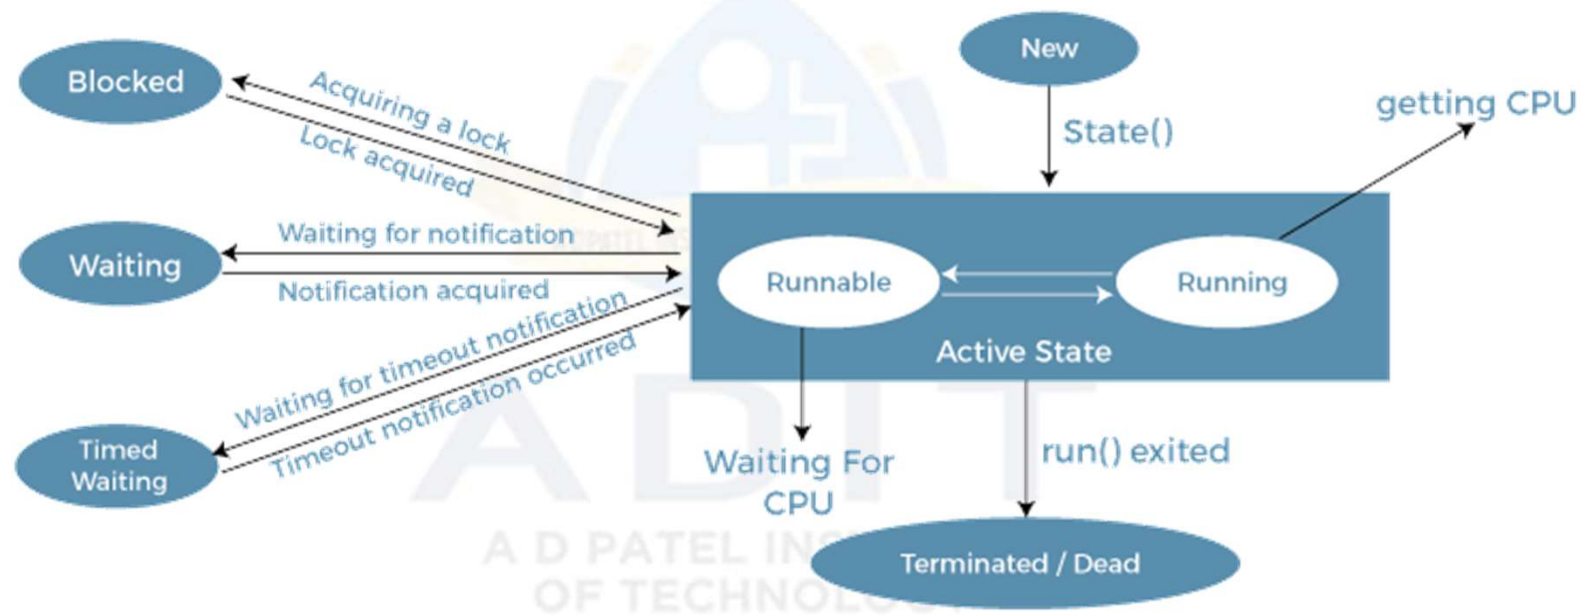 New
Blocked
Acquiring a lock
Lock acquired
State()
getting CPU
Waiting
Waiting for notification
Notification acquired
Runnable
Running
Active State
Waiting for timeout notification
Timeout notification occurred
Timed
Waiting
Waiting For
CPU
run() exited
Terminated / Dead
ADIT
A D PATEL INS
OF TECHNOLO